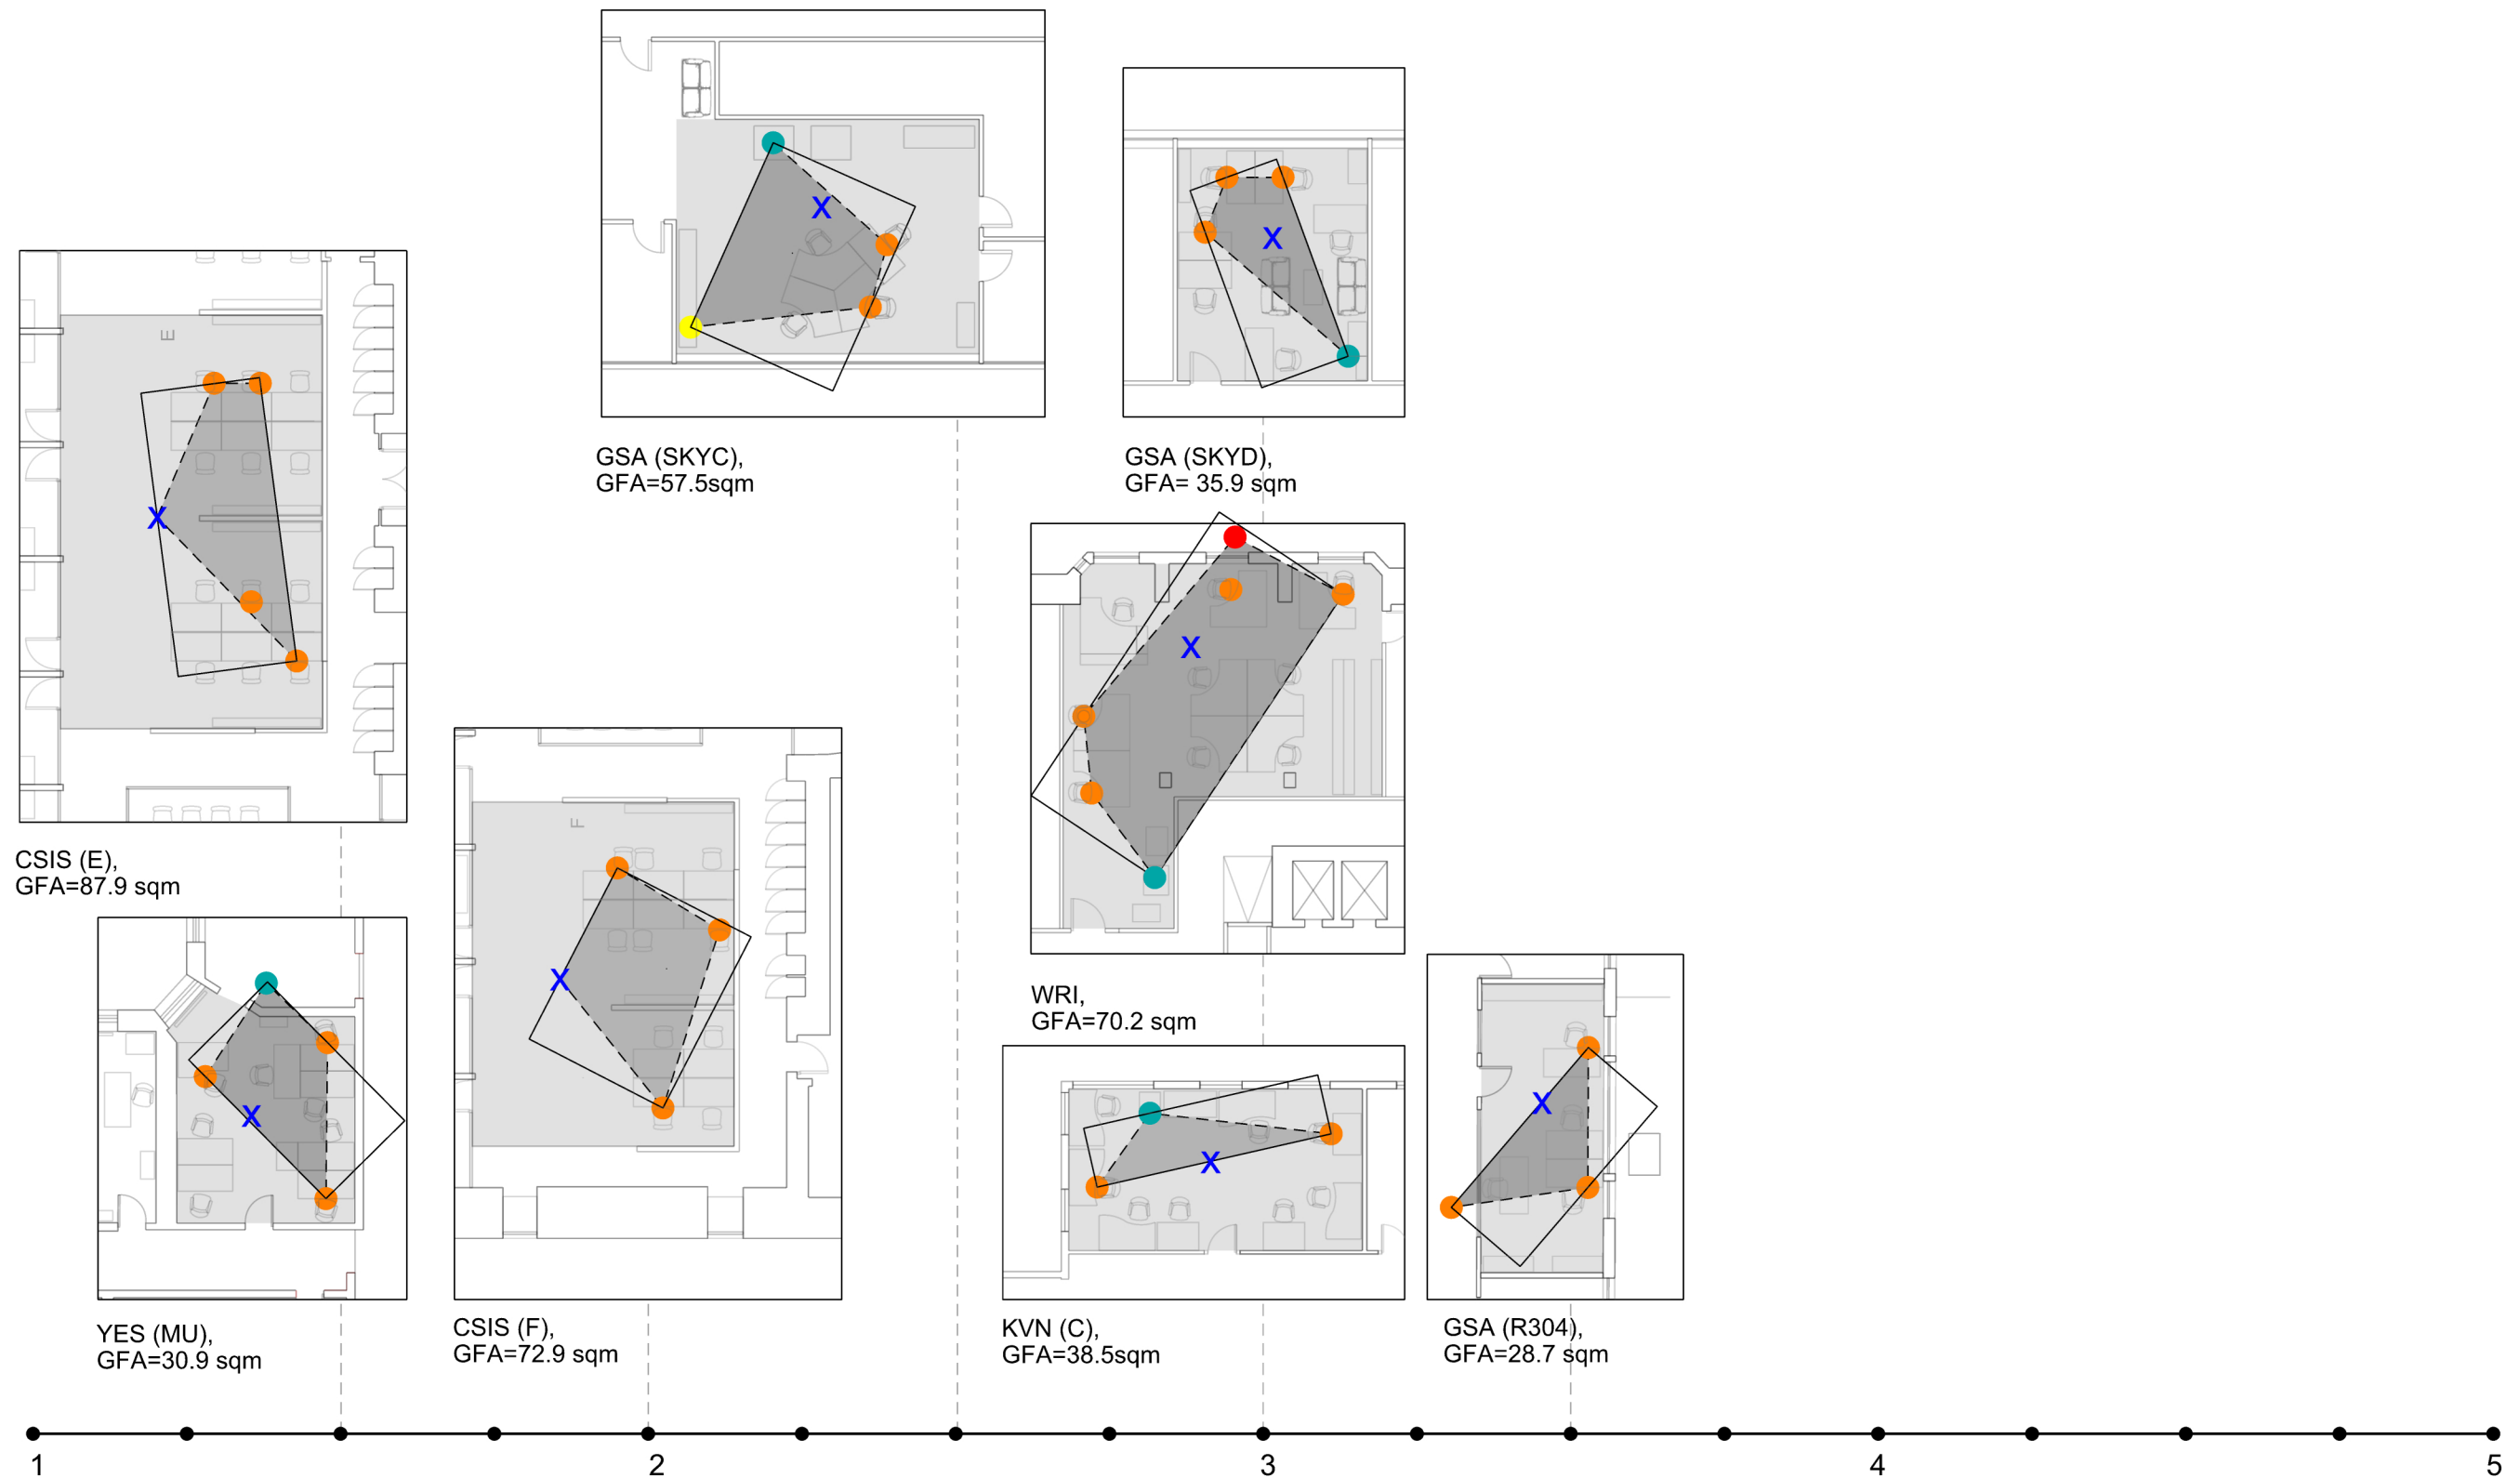 GSA (SKYC),
GFA=57.5sqm
GSA (SKYD),
GFA= 35.9 sqm
E
X
X
X
CSIS (E),
GFA=87.9 sqm
X
WRI,
GFA=70.2 sqm
F
X
CSIS (F),
GFA=72.9 sqm
X
YES (MU),
GFA=30.9 sqm
X
KVN (C),
GFA=38.5sqm
X
GSA (R304),
GFA=28.7 sqm
1
2
3
4
5